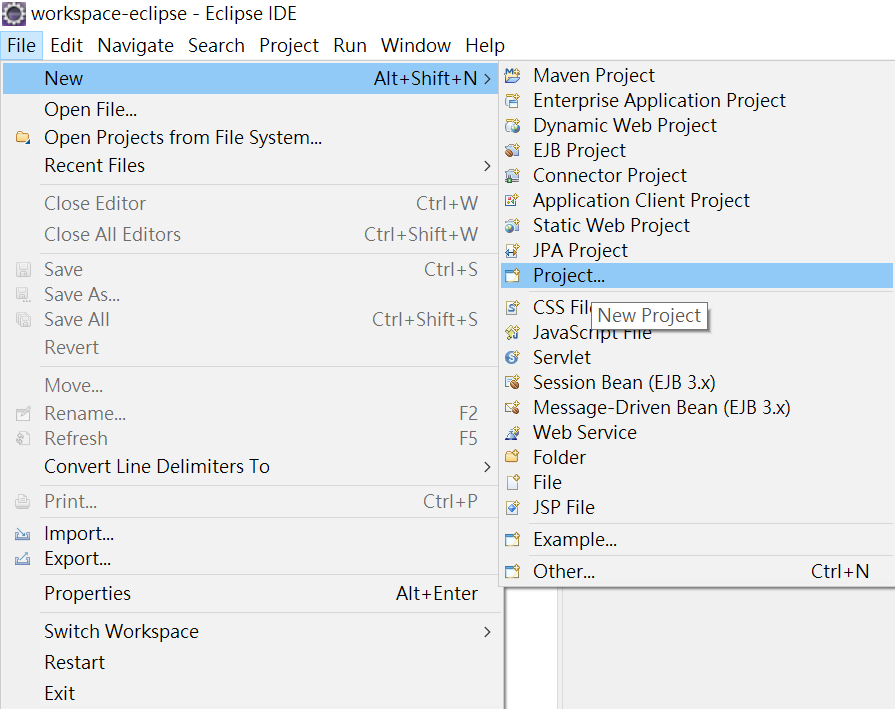 workspace-eclipse - Eclipse IDE
File Edit Navigate Search Project Run Window Help
New Alt+Shift+N
Open File...
Open Projects from File System...
Recent Files
Close Editor Ctrl+W
Close All Editors Ctrl+Shift+W
Save Ctrl+S
Save As...
Save All Ctrl+Shift+S
Revert
Move...
Rename... F2
Refresh F5
Convert Line Delimiters To
Print... Ctrl+P
Import...
Export...
Properties Alt+Enter
Switch Workspace
Restart
Exit
Maven Project
Enterprise Application Project
Dynamic Web Project
EJB Project
Connector Project
Application Client Project
Static Web Project
JPA Project
Project...
CSS Fil
New Project
JavaScript File
Servlet
Session Bean (EJB 3.x)
Message-Driven Bean (EJB 3.x)
Web Service
Folder
File
JSP File
Example...
Other... Ctrl+N